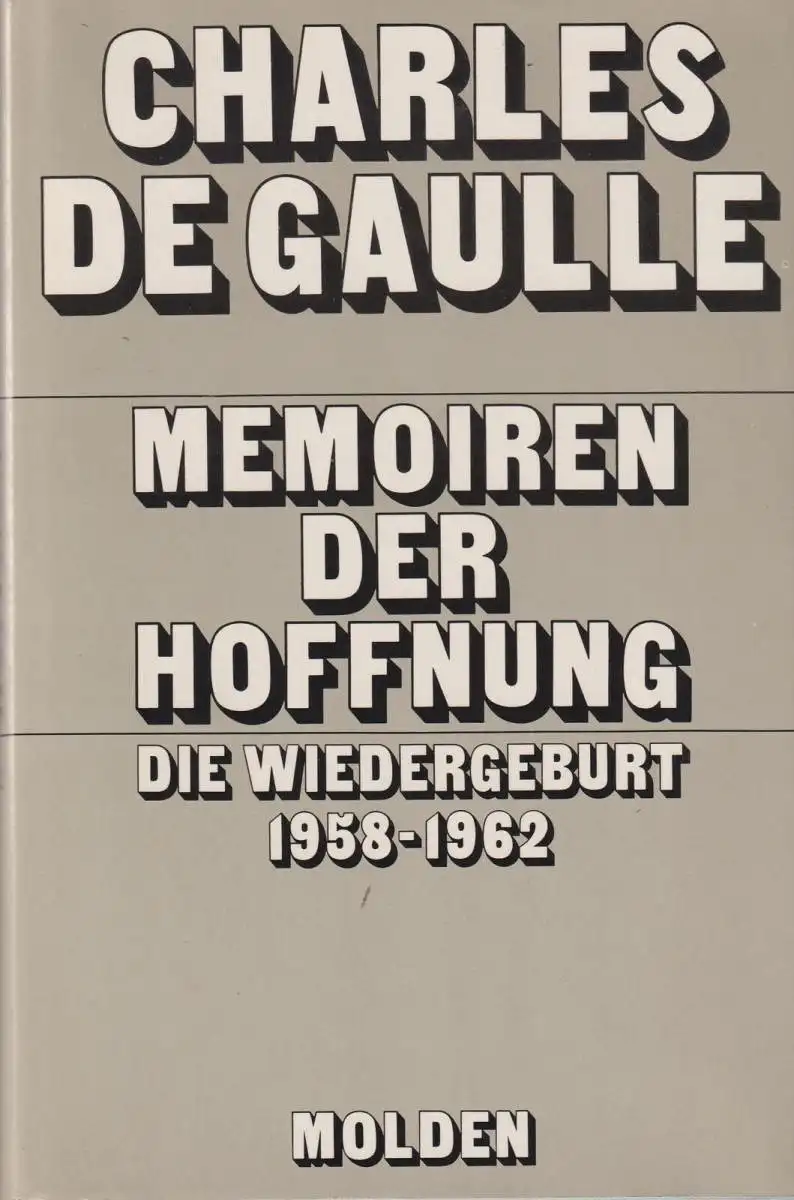 CHARLES
DE GAULLE
MEMOIREN
DER
HOFFNUNG
DIE WIEDERGEBURT
1958-1962
MOLDEN